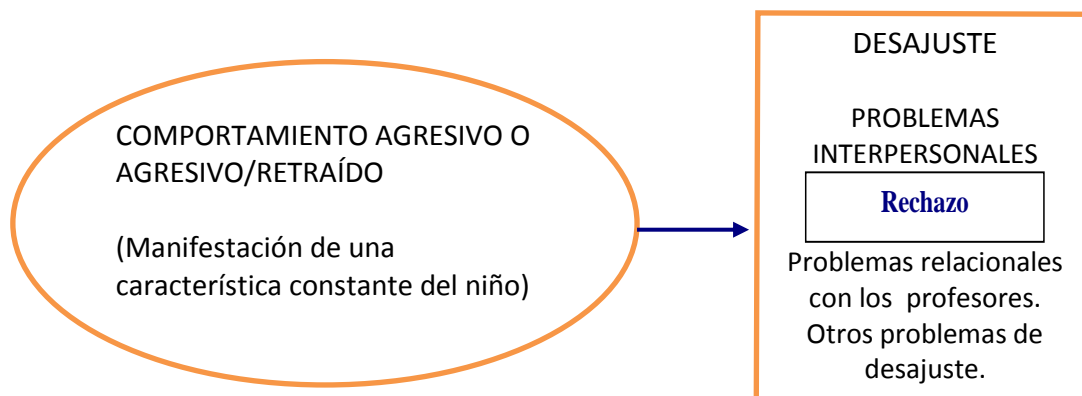 COMPORTAMIENTO AGRESIVO O
AGRESIVO/RETRAÍDO
(Manifestación de una
característica constante del niño)
DESAJUSTE
PROBLEMAS
INTERPERSONALES
Rechazo
Problemas relacionales
con los profesores.
Otros problemas de
desajuste.